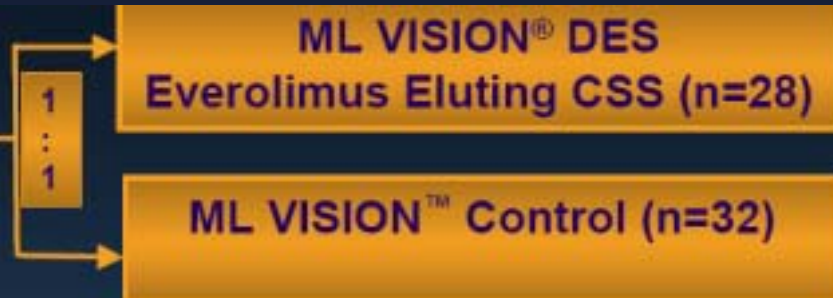 ML VISION® DES
Everolimus Eluting CSS (n=28)
1
:
1
ML VISION™ Control (n=32)